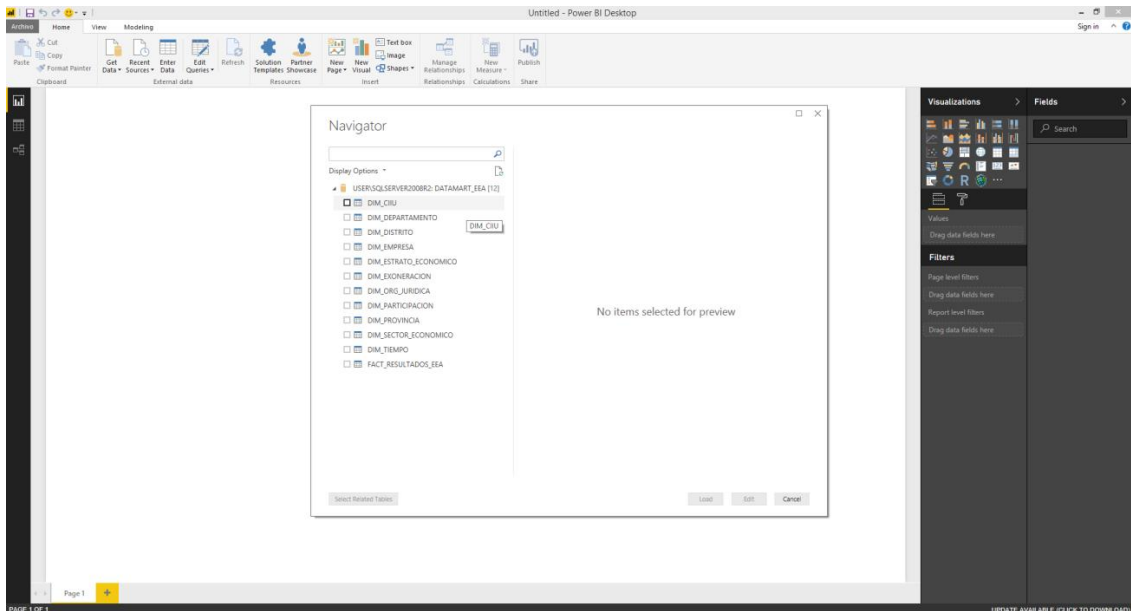 Untitled - Power BI Desktop
Archivo Home View Modeling Sign in
Paste
Cut
Copy
Format Painter
Get Data
Recent Sources
Enter Data
Edit Queries
Refresh
Solution Templates
Partner Showcase
New Page
New Visual
Text box
Image
Shapes
Manage Relationships
New Measure
Publish
Clipboard External data Resources Insert Relationships Calculations Share
Navigator
Display Options
USER\SQLSERVER2008R2: DATAMART_EEA [12]
DIM_CIIU
DIM_DEPARTAMENTO
DIM_CIIU
DIM_DISTRITO
DIM_EMPRESA
DIM_ESTRATO_ECONOMICO
DIM_EXONERACION
DIM_ORG_JURIDICA
DIM_PARTICIPACION
DIM_PROVINCIA
DIM_SECTOR_ECONOMICO
DIM_TIEMPO
FACT_RESULTADOS_EEA
No items selected for preview
Select Related Tables Load Edit Cancel
Visualizations
Values
Drag data fields here
Filters
Page level filters
Drag data fields here
Report level filters
Drag data fields here
Fields
Search
Page 1
PAGE 1 OF 1 UPDATE AVAILABLE (CLICK TO DOWNLOAD)